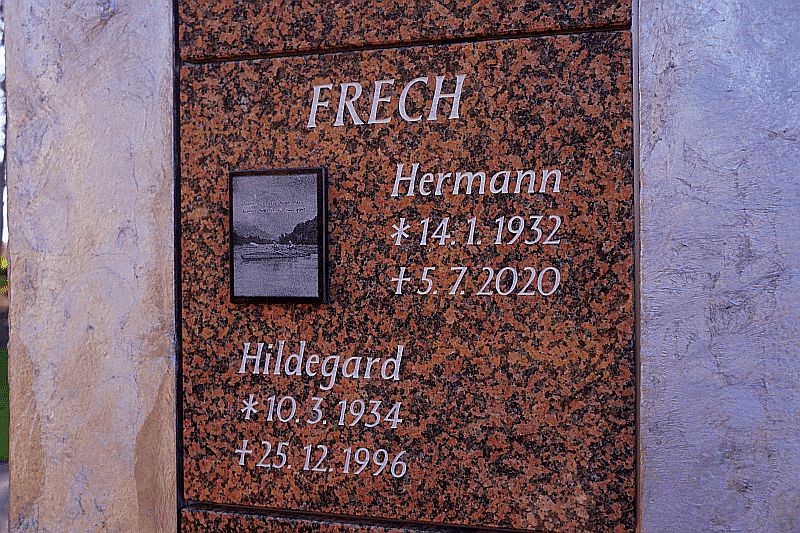 FRECH
Hermann
* 14. 1. 1932
† 5. 7. 2020
Hildegard
* 10. 3. 1934
† 25. 12. 1996